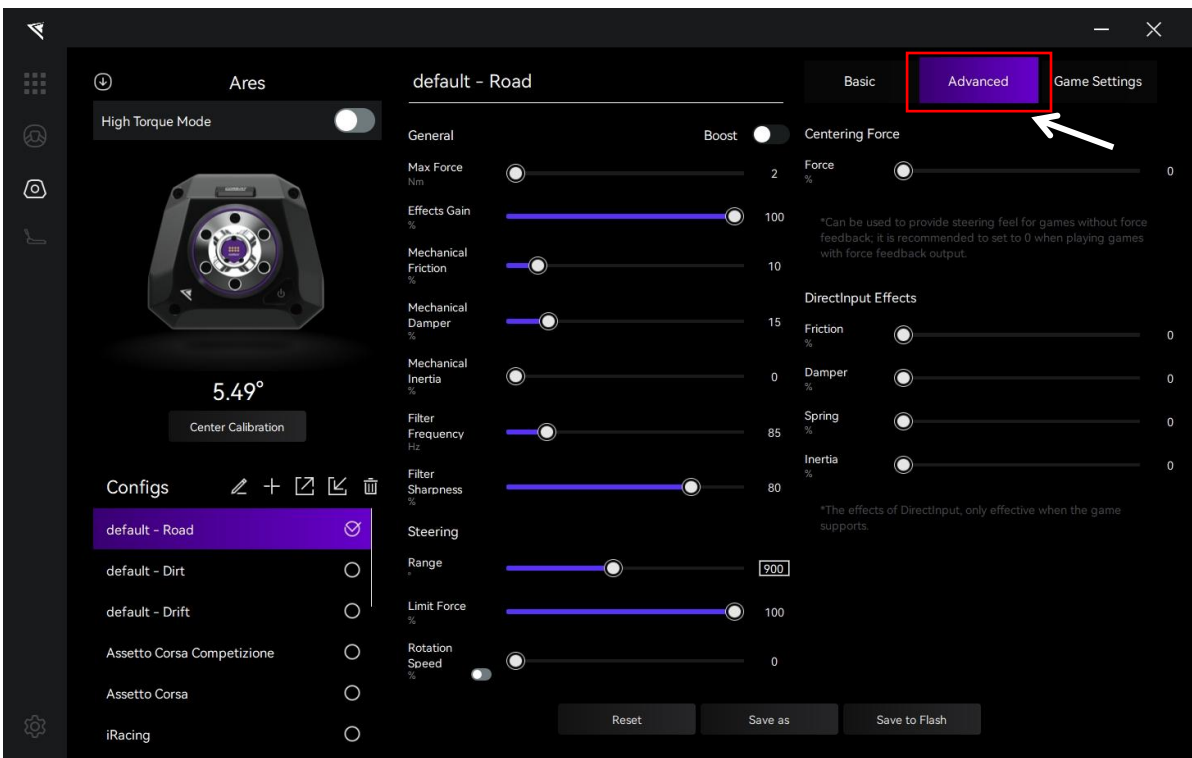 Ares
High Torque Mode
5.49°
Center Calibration
Configs
default - Road
default - Dirt
default - Drift
Assetto Corsa Competizione
Assetto Corsa
iRacing
default - Road
General
Boost
Max Force
Nm
2
Effects Gain
%
100
Mechanical
Friction
%
10
Mechanical
Damper
%
15
Mechanical
Inertia
%
0
Filter
Frequency
Hz
85
Filter
Sharpness
%
80
Steering
Range
°
900
Limit Force
%
100
Rotation
Speed
%
0
Reset
Save as
Save to Flash
Basic
Advanced
Game Settings
Centering Force
Force
%
0
*Can be used to provide steering feel for games without force
feedback; it is recommended to set to 0 when playing games
with force feedback output.
DirectInput Effects
Friction
%
0
Damper
%
0
Spring
%
0
Inertia
%
0
*The effects of DirectInput, only effective when the game
supports.